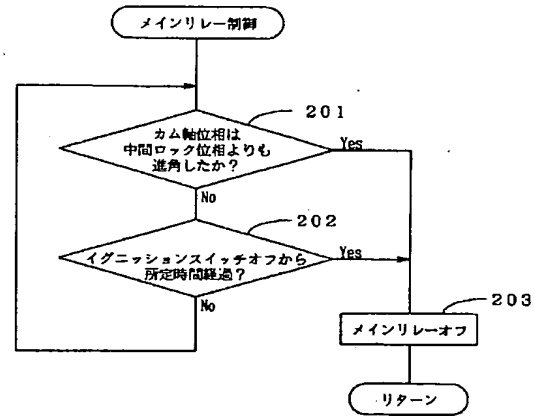 メインリレー制御
201
カム軸位相は
中間ロック位相よりも
進角したか？
Yes
No
202
イグニッションスイッチオフから
所定時間経過？
Yes
No
203
メインリレーオフ
リターン